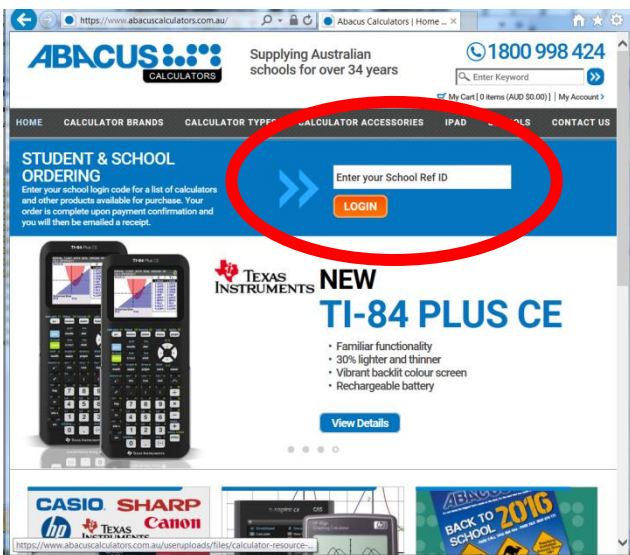 https://www.abacuscalculators.com.au/
Abacus Calculators | Home ...
ABACUS
CALCULATORS
Supplying Australian
schools for over 34 years
1800 998 424
Enter Keyword
My Cart [ 0 items (AUD $0.00) ] | My Account >
HOME CALCULATOR BRANDS CALCULATOR TYPES CALCULATOR ACCESSORIES IPAD CONTACT US
STUDENT & SCHOOL
ORDERING
Enter your school login code for a list of calculators
and other products available for purchase. Your
order is complete upon payment confirmation and
you will then be emailed a receipt.
Enter your School Ref ID
LOGIN
TI-84 Plus CE
TEXAS
INSTRUMENTS
NEW
TI-84 PLUS CE
• Familiar functionality
• 30% lighter and thinner
• Vibrant backlit colour screen
• Rechargeable battery
View Details
CASIO SHARP
hp TEXAS Canon
n-spire CX CAS
hp
ABACUS
BACK TO 2016
SCHOOL
https://www.abacuscalculators.com.au/useruploads/files/calculator-resource-...